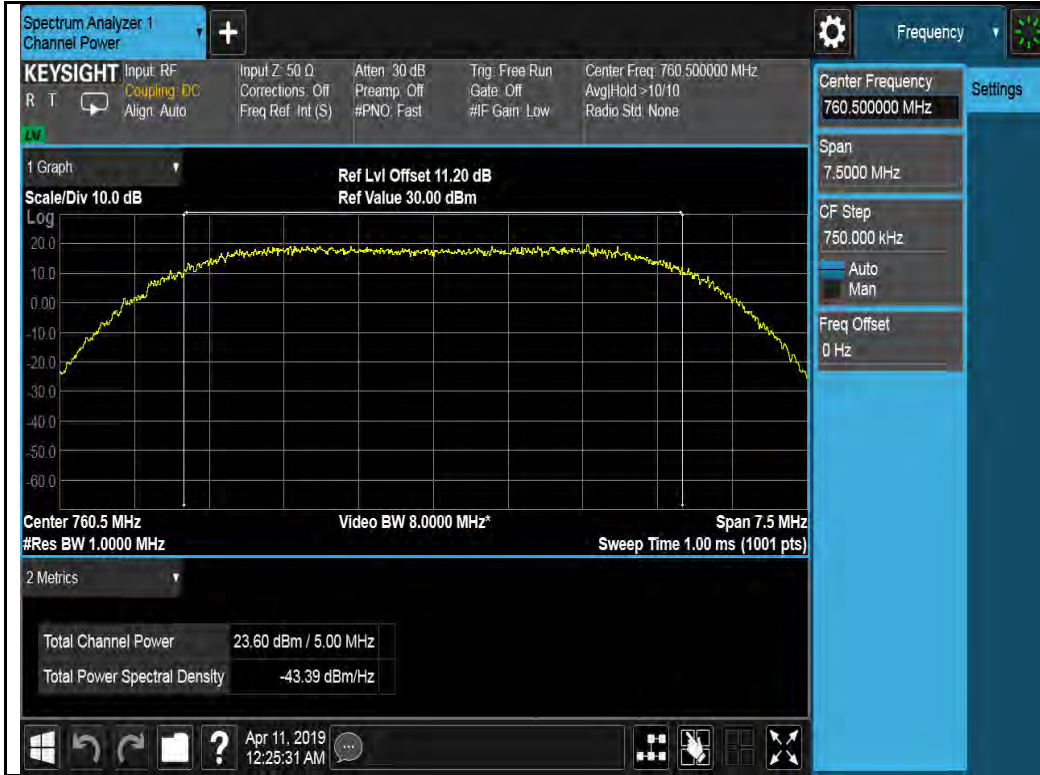 Spectrum Analyzer 1
Channel Power
+
Frequency
KEYSIGHT
R T
LV
Input: RF
Coupling: DC
Align: Auto
Input Z: 50 Ω
Corrections: Off
Freq Ref: Int (S)
Atten: 30 dB
Preamp: Off
#PNO: Fast
Trig: Free Run
Gate: Off
#IF Gain: Low
Center Freq: 760.500000 MHz
Avg|Hold >10/10
Radio Std: None
Center Frequency
760.500000 MHz
Settings
Span
7.5000 MHz
CF Step
750.000 kHz
Auto
Man
Freq Offset
0 Hz
1 Graph
Scale/Div 10.0 dB
Ref Lvl Offset 11.20 dB
Ref Value 30.00 dBm
Log
20.0
10.0
0.00
-10.0
-20.0
-30.0
-40.0
-50.0
-60.0
Center 760.5 MHz
#Res BW 1.0000 MHz
Video BW 8.0000 MHz*
Span 7.5 MHz
Sweep Time 1.00 ms (1001 pts)
2 Metrics
Total Channel Power 23.60 dBm / 5.00 MHz
Total Power Spectral Density -43.39 dBm/Hz
?
Apr 11, 2019
12:25:31 AM